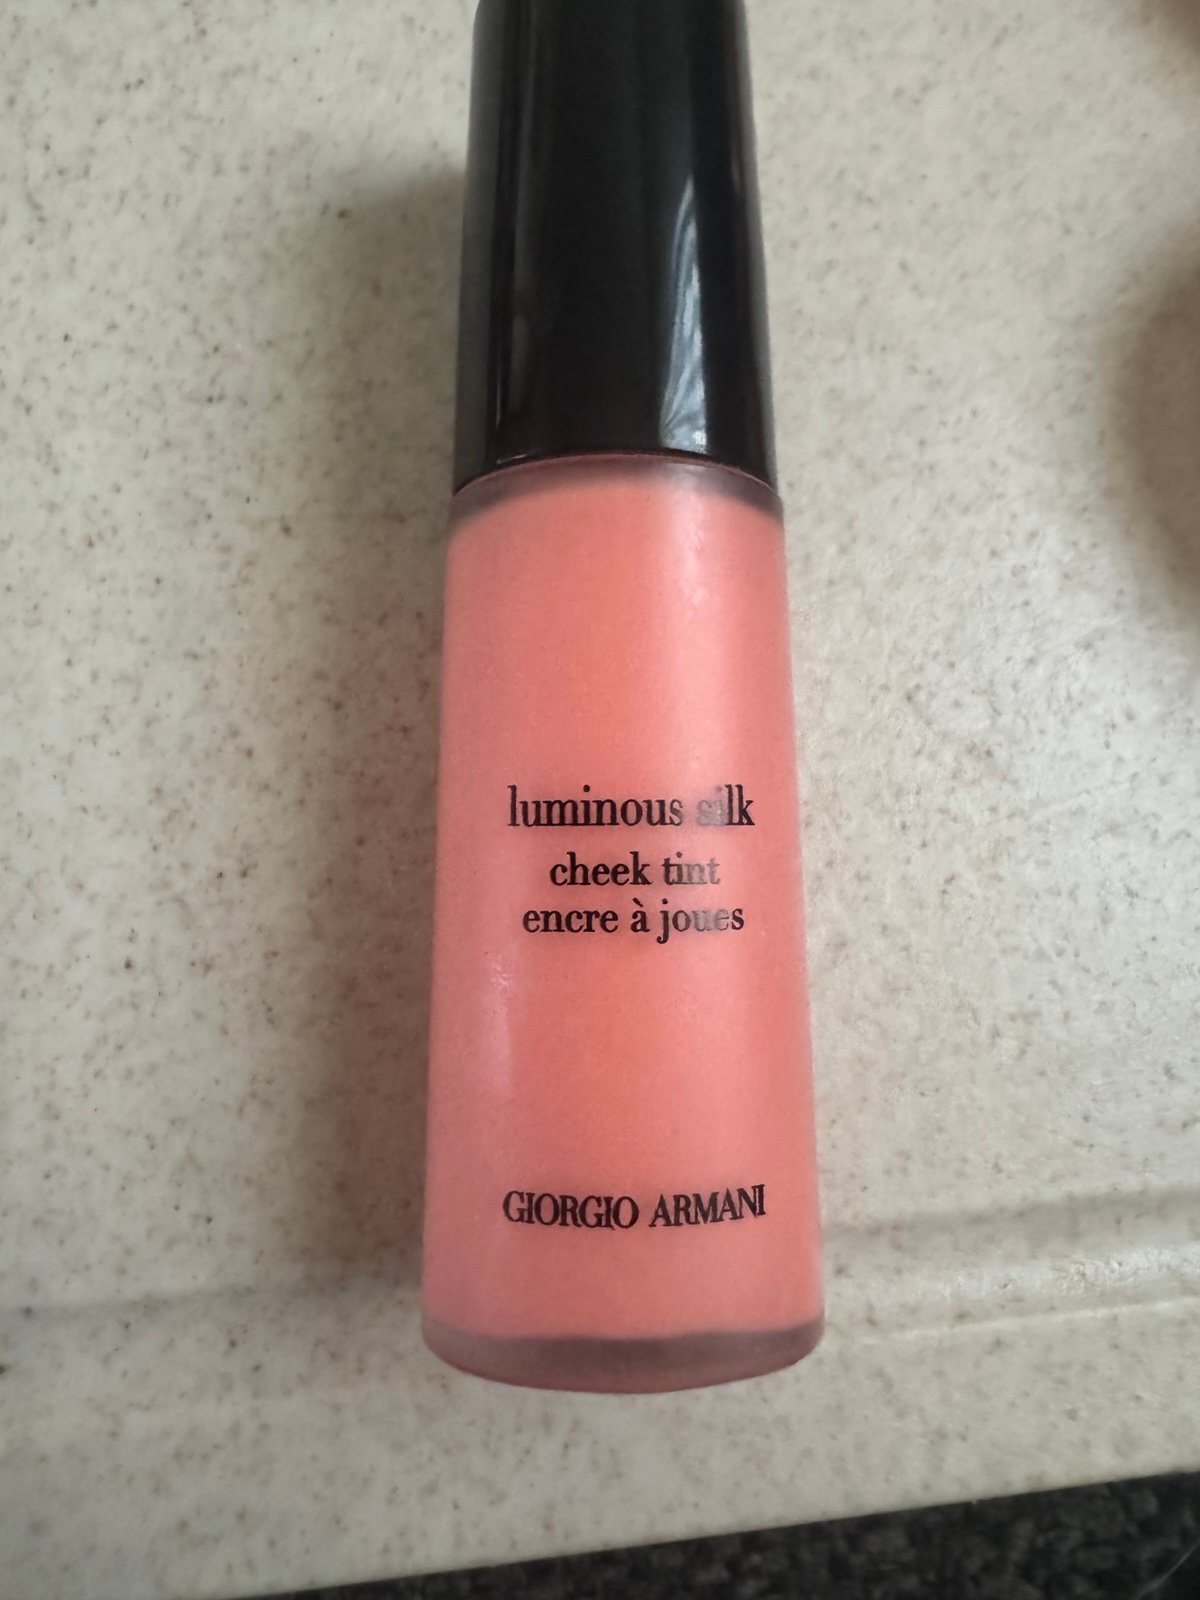 luminous silk
cheek tint
encre à joues
GIORGIO ARMANI